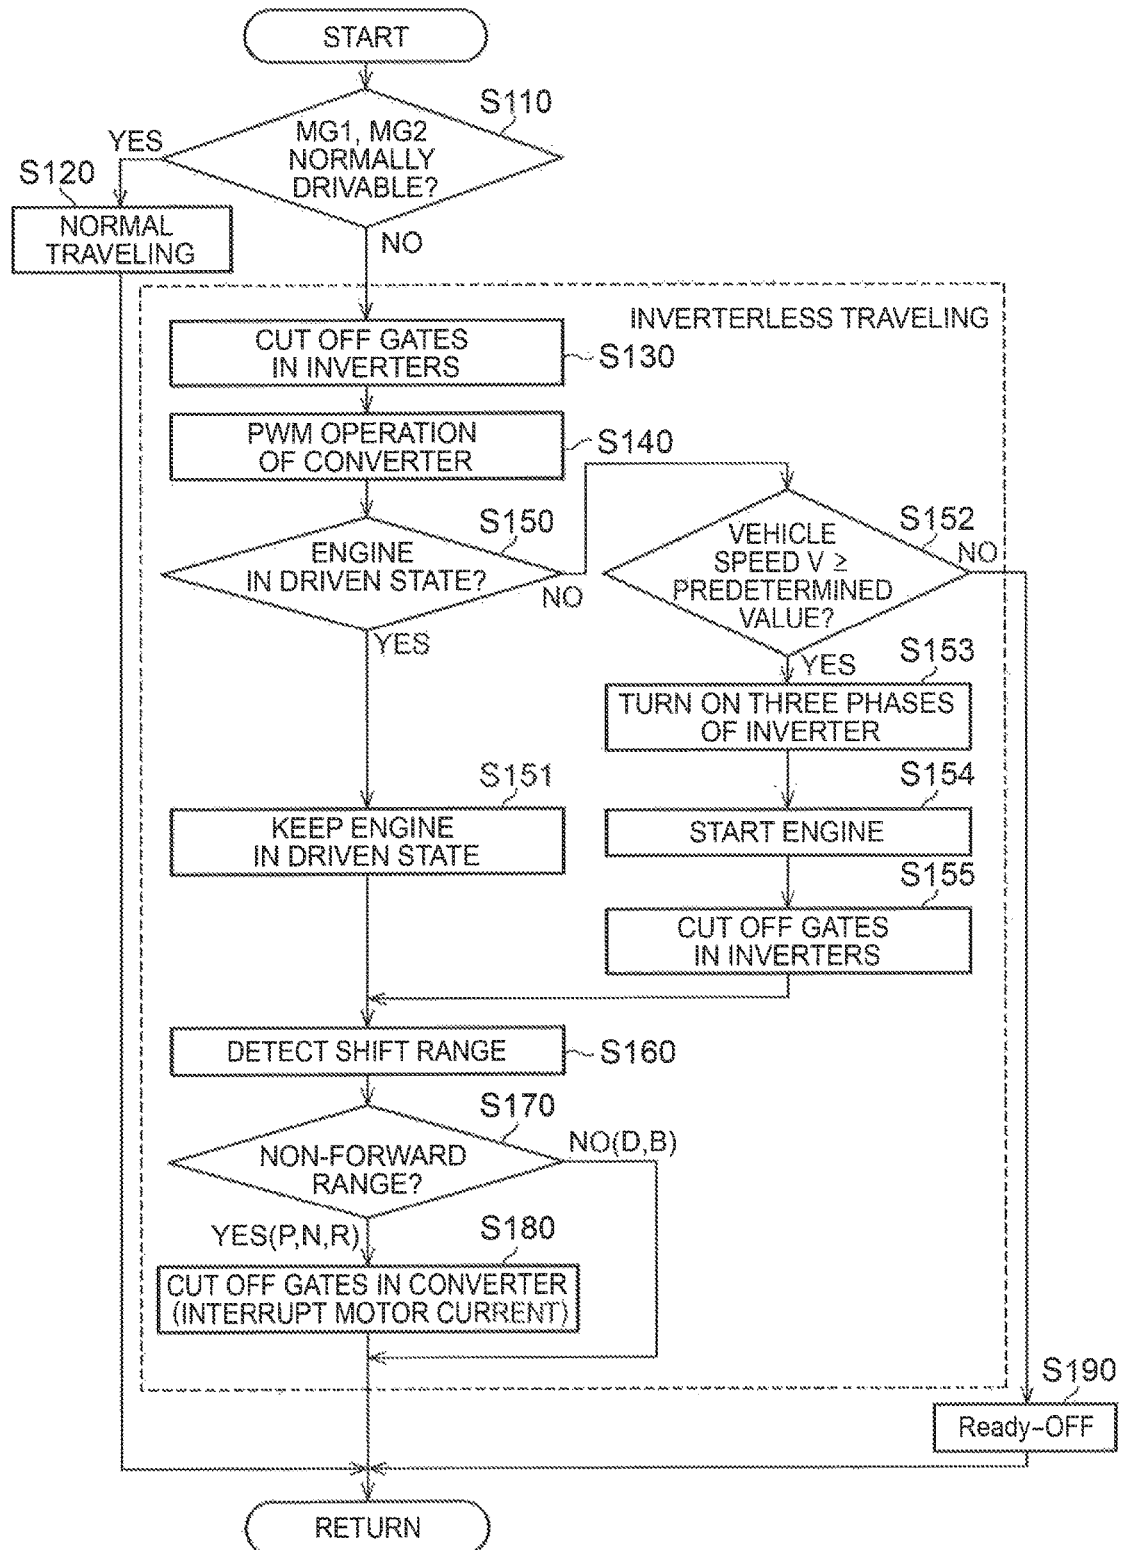 START
S110
MG1, MG2
NORMALLY
DRIVABLE?
YES
NO
S120
NORMAL
TRAVELING
INVERTERLESS TRAVELING
CUT OFF GATES
IN INVERTERS
S130
PWM OPERATION
OF CONVERTER
S140
S150
ENGINE
IN DRIVEN STATE?
NO
YES
S152
VEHICLE
SPEED V ≥
PREDETERMINED
VALUE?
NO
YES
S153
TURN ON THREE PHASES
OF INVERTER
S151
KEEP ENGINE
IN DRIVEN STATE
S154
START ENGINE
S155
CUT OFF GATES
IN INVERTERS
DETECT SHIFT RANGE
S160
S170
NON-FORWARD
RANGE?
NO(D,B)
YES(P,N,R)
S180
CUT OFF GATES IN CONVERTER
(INTERRUPT MOTOR CURRENT)
S190
Ready-OFF
RETURN